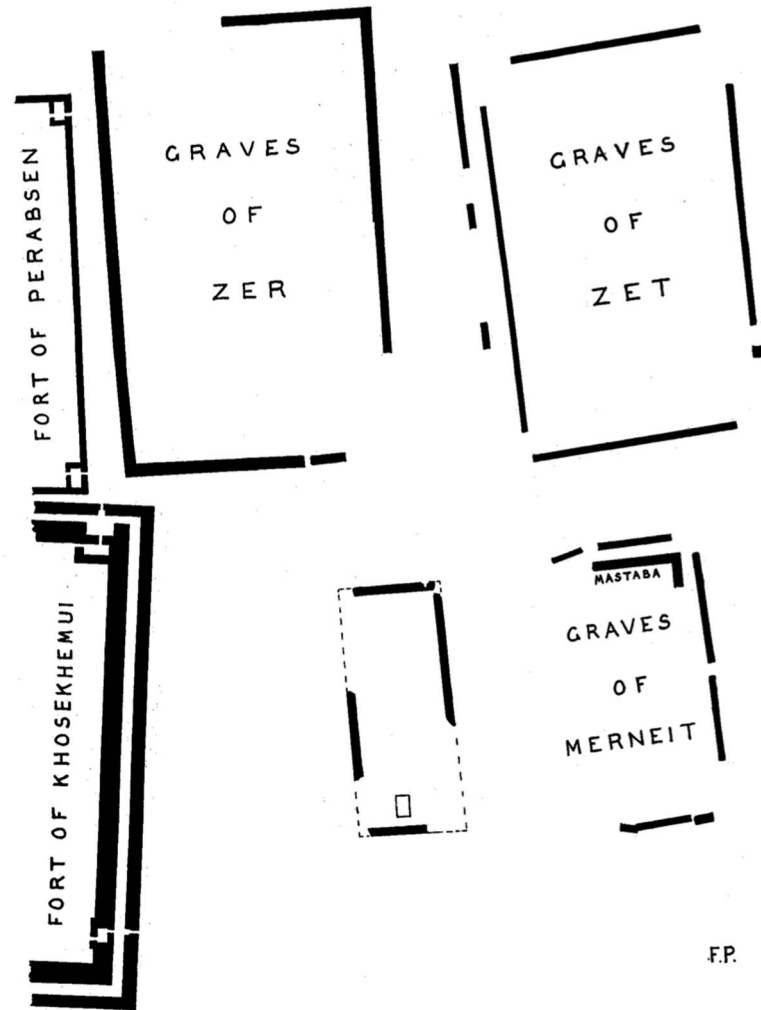 FORT OF PERABSEN
GRAVES
OF
ZER
GRAVES
OF
ZET
FORT OF KHOSEKHEMUI
MASTABA
GRAVES
OF
MERNEIT
F.P.